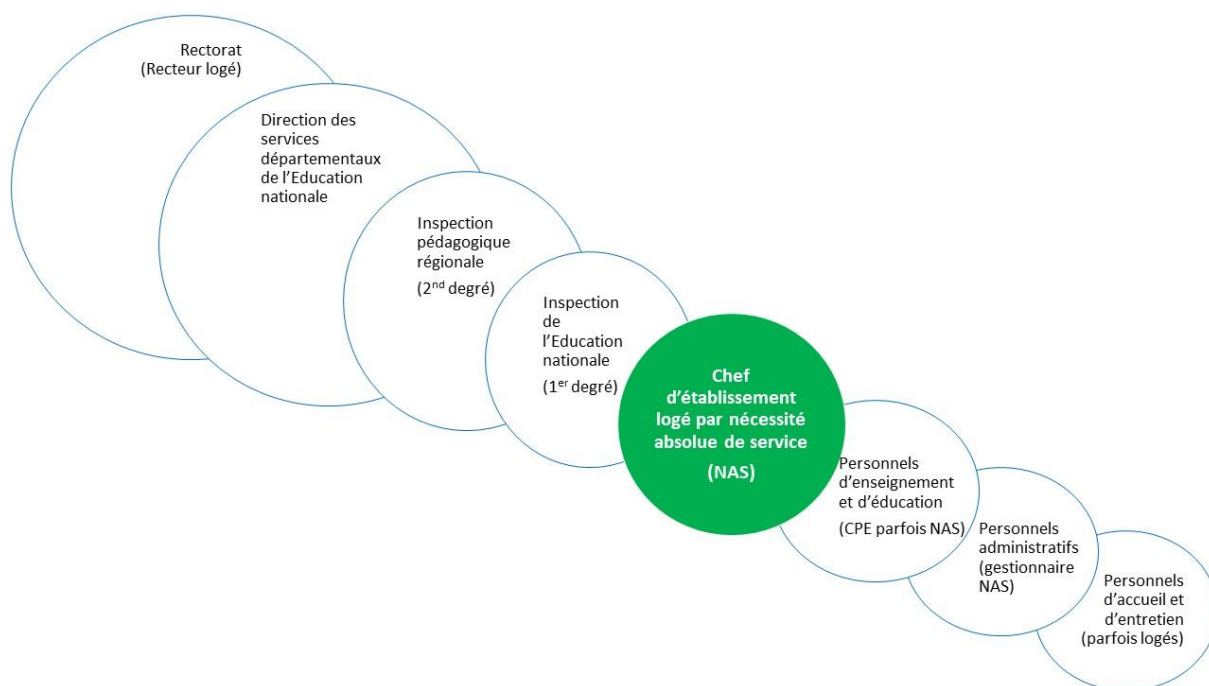 Rectorat
(Recteur logé)
Direction des
services
départementaux
de l’Education
nationale
Inspection
pédagogique
régionale
(2nd degré)
Inspection
de
l’Education
nationale
(1er degré)
Chef
d’établissement
logé par nécessité
absolue de service
(NAS)
Personnels
d’enseignement
et d’éducation
(CPE parfois NAS)
Personnels
administratifs
(gestionnaire
NAS)
Personnels
d’accueil et
d’entretien
(parfois logés)